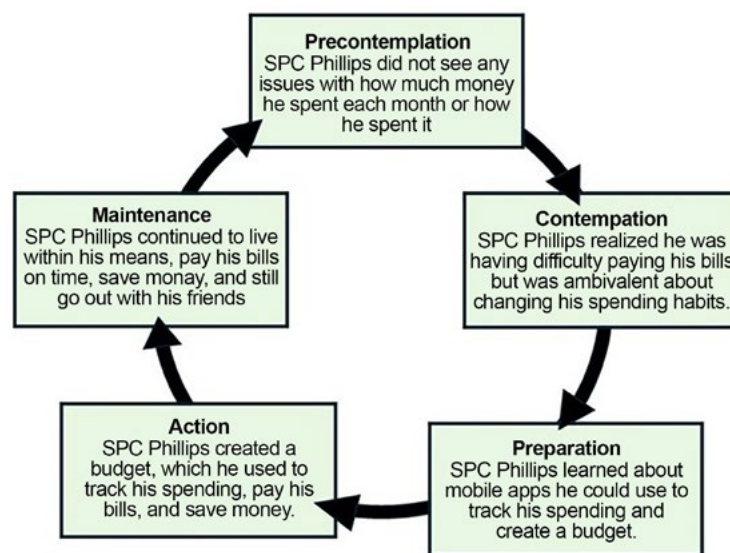 Precontemplation
SPC Phillips did not see any
issues with how much money
he spent each month or how
he spent it
Contempation
SPC Phillips realized he was
having difficulty paying his bills
but was ambivalent about
changing his spending habits.
Preparation
SPC Phillips learned about
mobile apps he could use to
track his spending and
create a budget.
Action
SPC Phillips created a
budget, which he used to
track his spending, pay his
bills, and save money.
Maintenance
SPC Phillips continued to live
within his means, pay his bills
on time, save monay, and still
go out with his friends